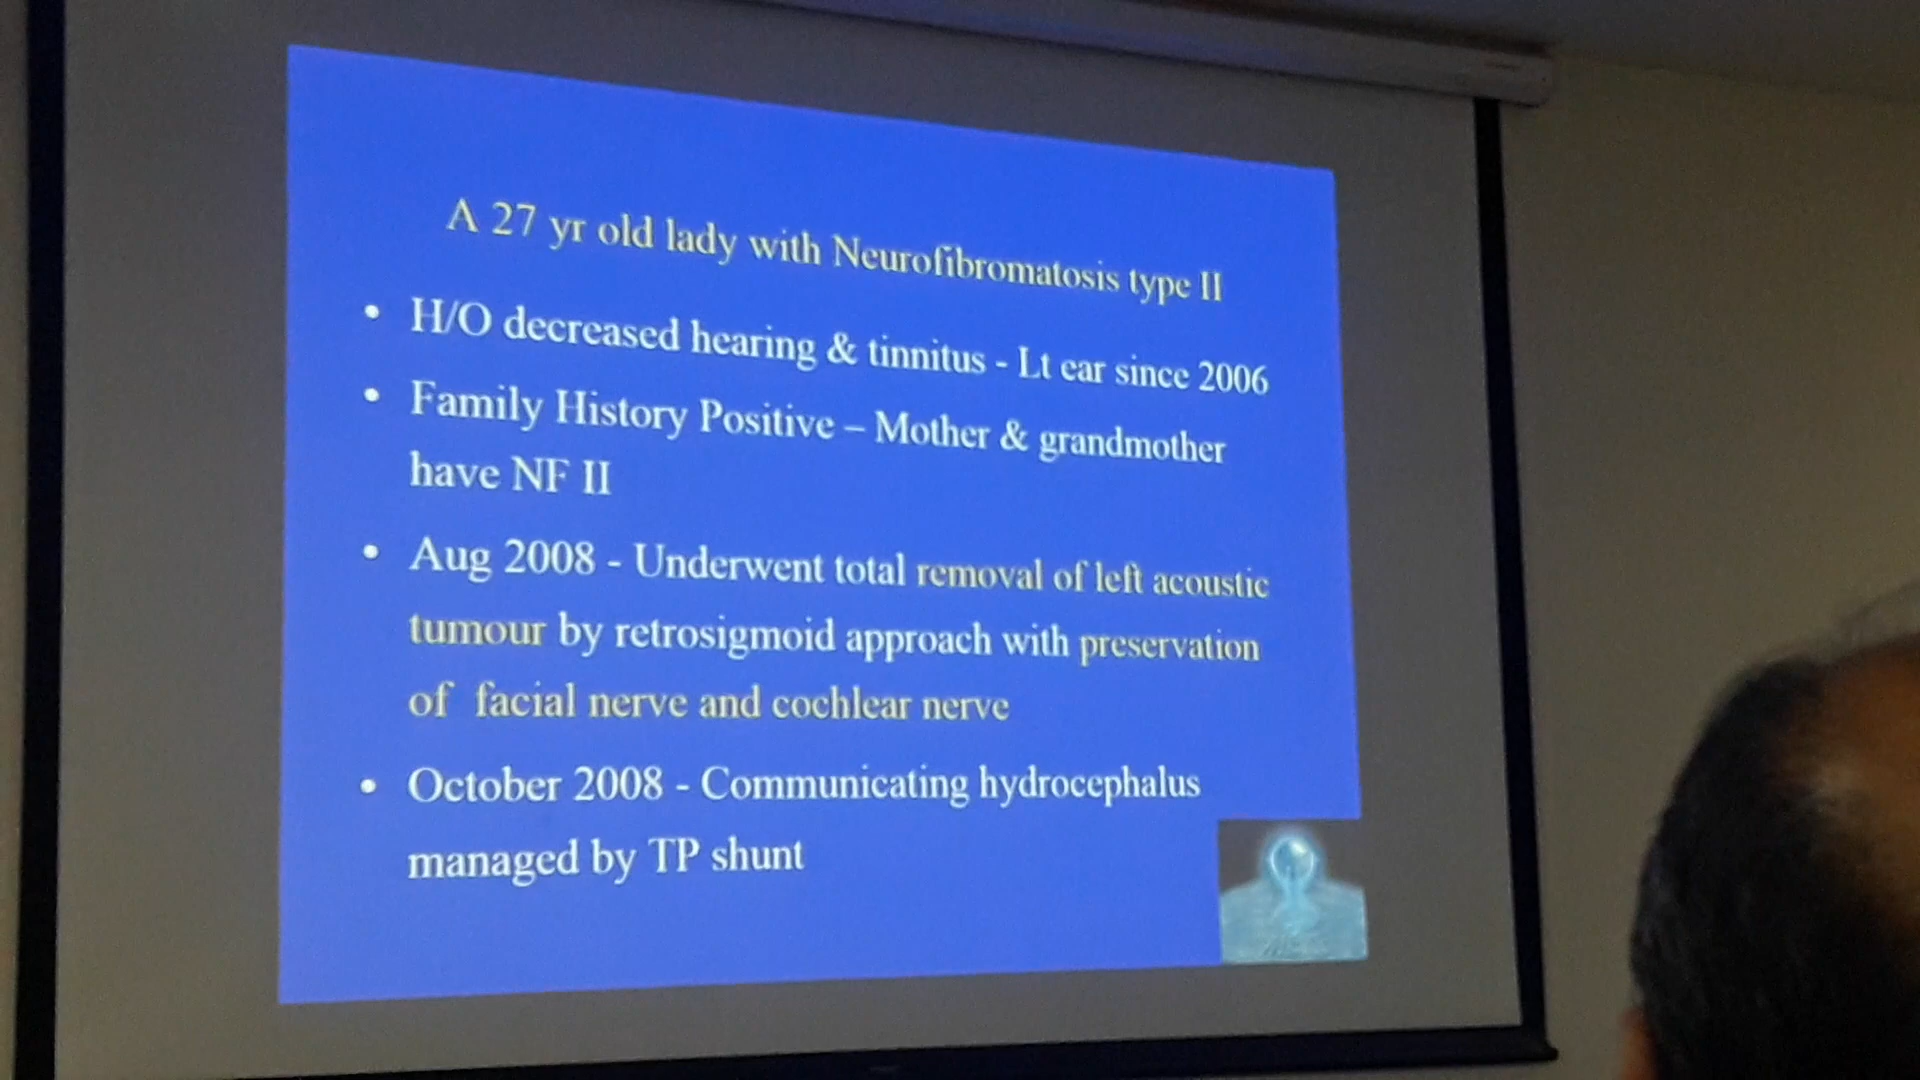 A 27 yr old lady with Neurofibromatosis type II
• H/O decreased hearing & tinnitus - Lt ear since 2006
• Family History Positive – Mother & grandmother
have NF II
• Aug 2008 - Underwent total removal of left acoustic
tumour by retrosigmoid approach with preservation
of facial nerve and cochlear nerve
• October 2008 - Communicating hydrocephalus
managed by TP shunt